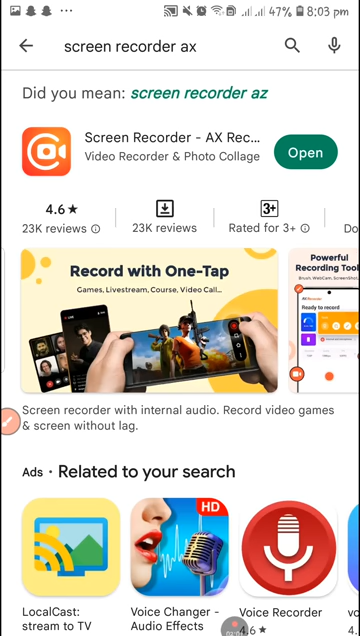 47% 8:03 pm
screen recorder ax
Did you mean: screen recorder az
Screen Recorder - AX Rec...
Video Recorder & Photo Collage
Open
4.6★
23K reviews
23K reviews
3+
Rated for 3+
Do
Record with One-Tap
Games, Livestream, Course, Video Call...
Powerful
Recording Tool
Brush, WebCam, ScreenShot,
Ready to record
Screen recorder with internal audio. Record video games
& screen without lag.
Ads · Related to your search
HD
LocalCast:
stream to TV
Voice Changer -
Audio Effects
Voice Recorder
4.6★
vo